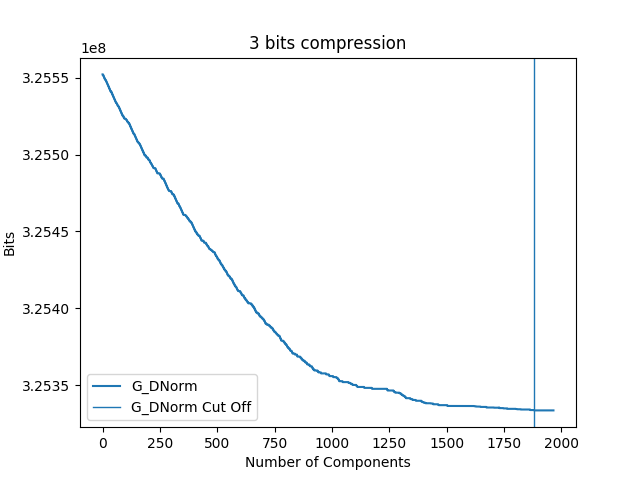 3 bits compression
1e8
3.2555
3.2550
3.2545
3.2540
3.2535
Bits
G_DNorm
G_DNorm Cut Off
0 250 500 750 1000 1250 1500 1750 2000
Number of Components